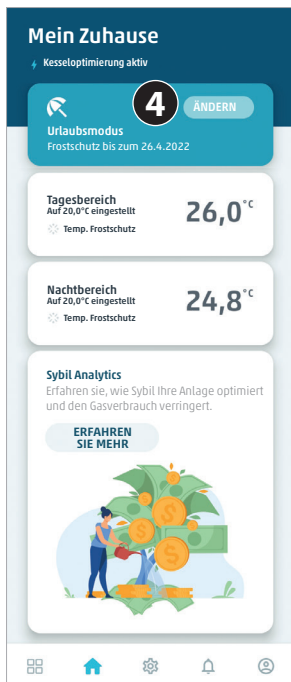 Mein Zuhause
Kesseloptimierung aktiv
4
ÄNDERN
Urlaubsmodus
Frostschutz bis zum 26.4.2022
Tagesbereich
Auf 20,0°C eingestellt
Temp. Frostschutz
26,0°C
Nachtbereich
Auf 20,0°C eingestellt
Temp. Frostschutz
24,8°C
Sybil Analytics
Erfahren sie, wie Sybil Ihre Anlage optimiert
und den Gasverbrauch verringert.
ERFAHREN
SIE MEHR